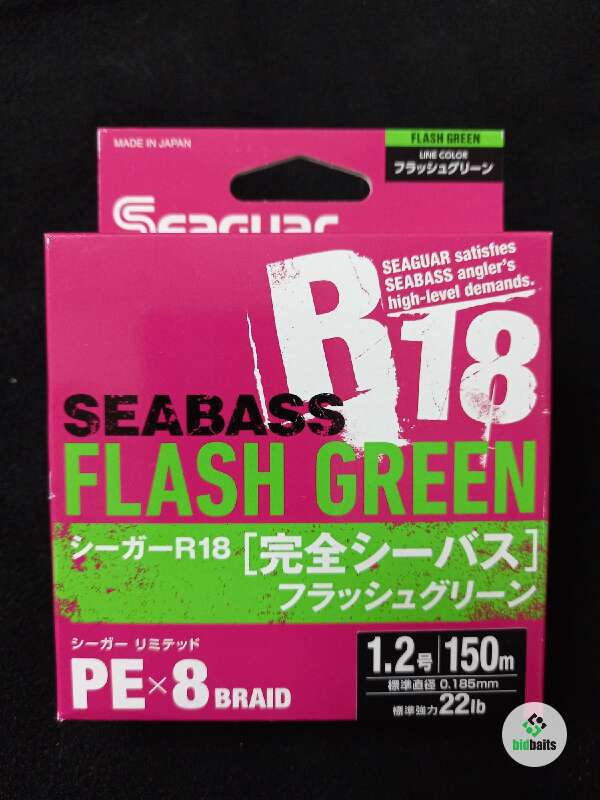 MADE IN JAPAN
FLASH GREEN
LINE COLOR
フラッシュグリーン
Seaguar
R18
SEAGUAR satisfies
SEABASS angler's
high-level demands.
SEABASS
FLASH GREEN
シーガーR18［完全シーバス］
フラッシュグリーン
シーガー リミテッド
PE×8 BRAID
1.2号 150m
標準直径 0.185mm
標準強力 22lb
bidbaits